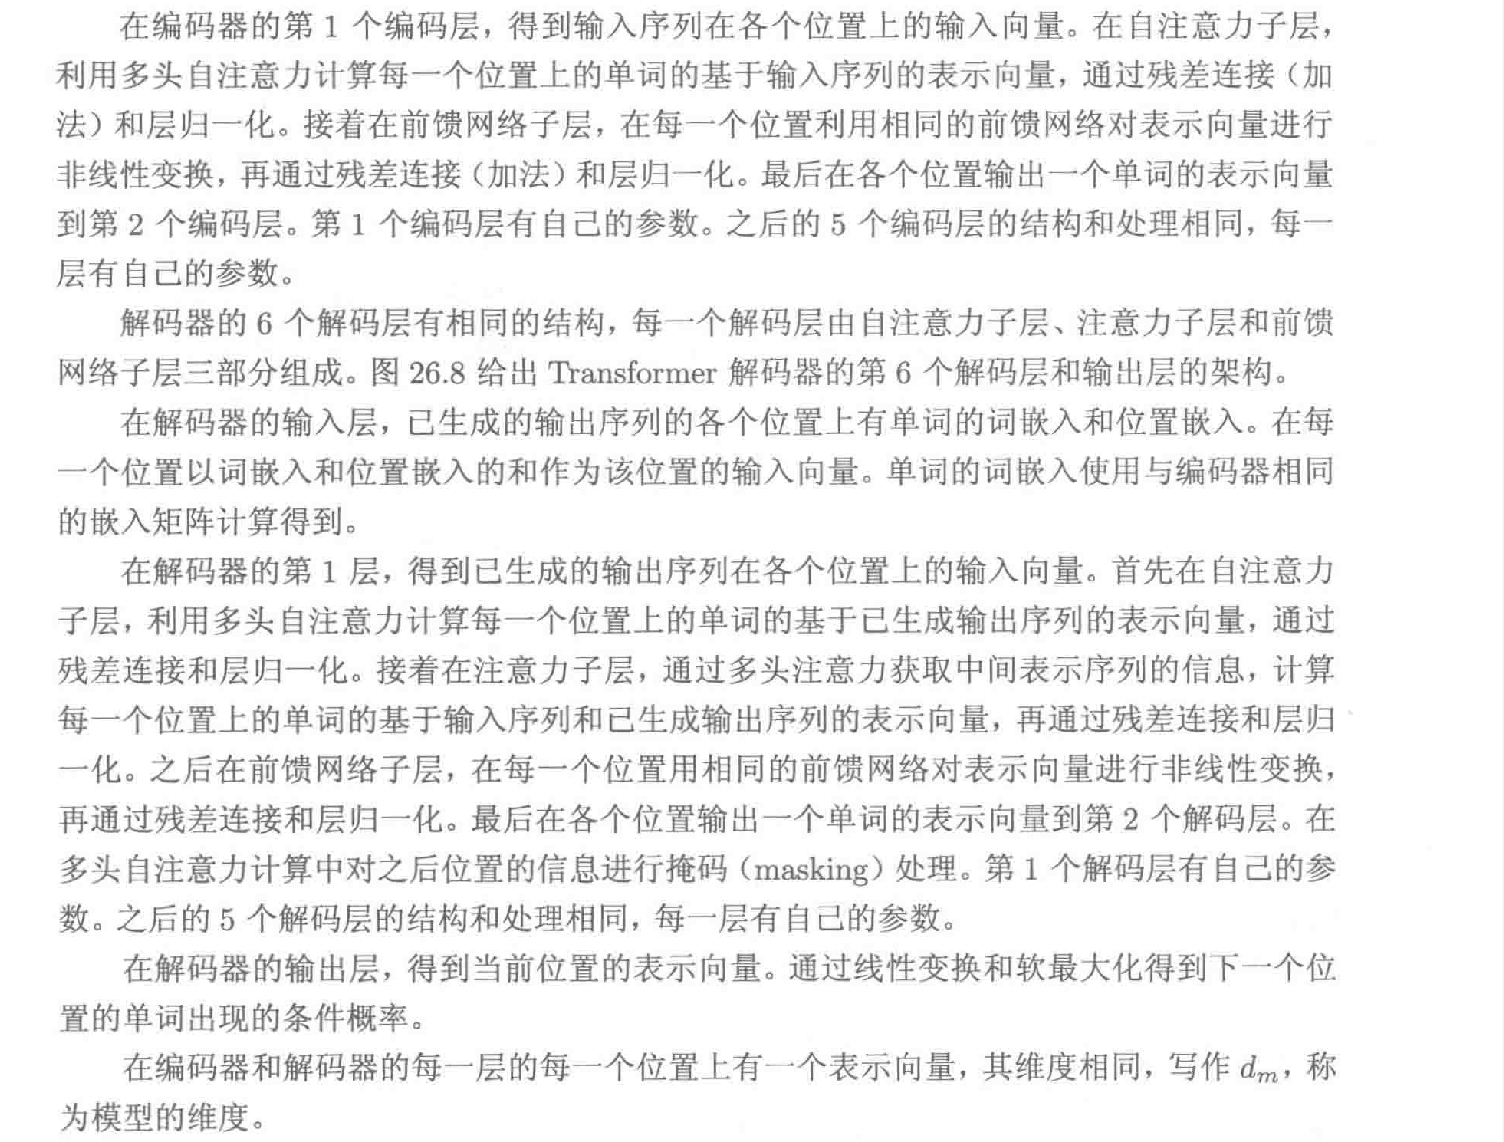 在编码器的第 1 个编码层，得到输入序列在各个位置上的输入向量。在自注意力子层，
利用多头自注意力计算每一个位置上的单词的基于输入序列的表示向量，通过残差连接（加
法）和层归一化。接着在前馈网络子层，在每一个位置利用相同的前馈网络对表示向量进行
非线性变换，再通过残差连接（加法）和层归一化。最后在各个位置输出一个单词的表示向量
到第 2 个编码层。第 1 个编码层有自己的参数。之后的 5 个编码层的结构和处理相同，每一
层有自己的参数。
解码器的 6 个解码层有相同的结构，每一个解码层由自注意力子层、注意力子层和前馈
网络子层三部分组成。图 26.8 给出 Transformer 解码器的第 6 个解码层和输出层的架构。
在解码器的输入层，已生成的输出序列的各个位置上有单词的词嵌入和位置嵌入。在每
一个位置以词嵌入和位置嵌入的和作为该位置的输入向量。单词的词嵌入使用与编码器相同
的嵌入矩阵计算得到。
在解码器的第 1 层，得到已生成的输出序列在各个位置上的输入向量。首先在自注意力
子层，利用多头自注意力计算每一个位置上的单词的基于已生成输出序列的表示向量，通过
残差连接和层归一化。接着在注意力子层，通过多头注意力获取中间表示序列的信息，计算
每一个位置上的单词的基于输入序列和已生成输出序列的表示向量，再通过残差连接和层归
一化。之后在前馈网络子层，在每一个位置用相同的前馈网络对表示向量进行非线性变换，
再通过残差连接和层归一化。最后在各个位置输出一个单词的表示向量到第 2 个解码层。在
多头自注意力计算中对之后位置的信息进行掩码（masking）处理。第 1 个解码层有自己的参
数。之后的 5 个解码层的结构和处理相同，每一层有自己的参数。
在解码器的输出层，得到当前位置的表示向量。通过线性变换和软最大化得到下一个位
置的单词出现的条件概率。
在编码器和解码器的每一层的每一个位置上有一个表示向量，其维度相同，写作 dₘ，称
为模型的维度。